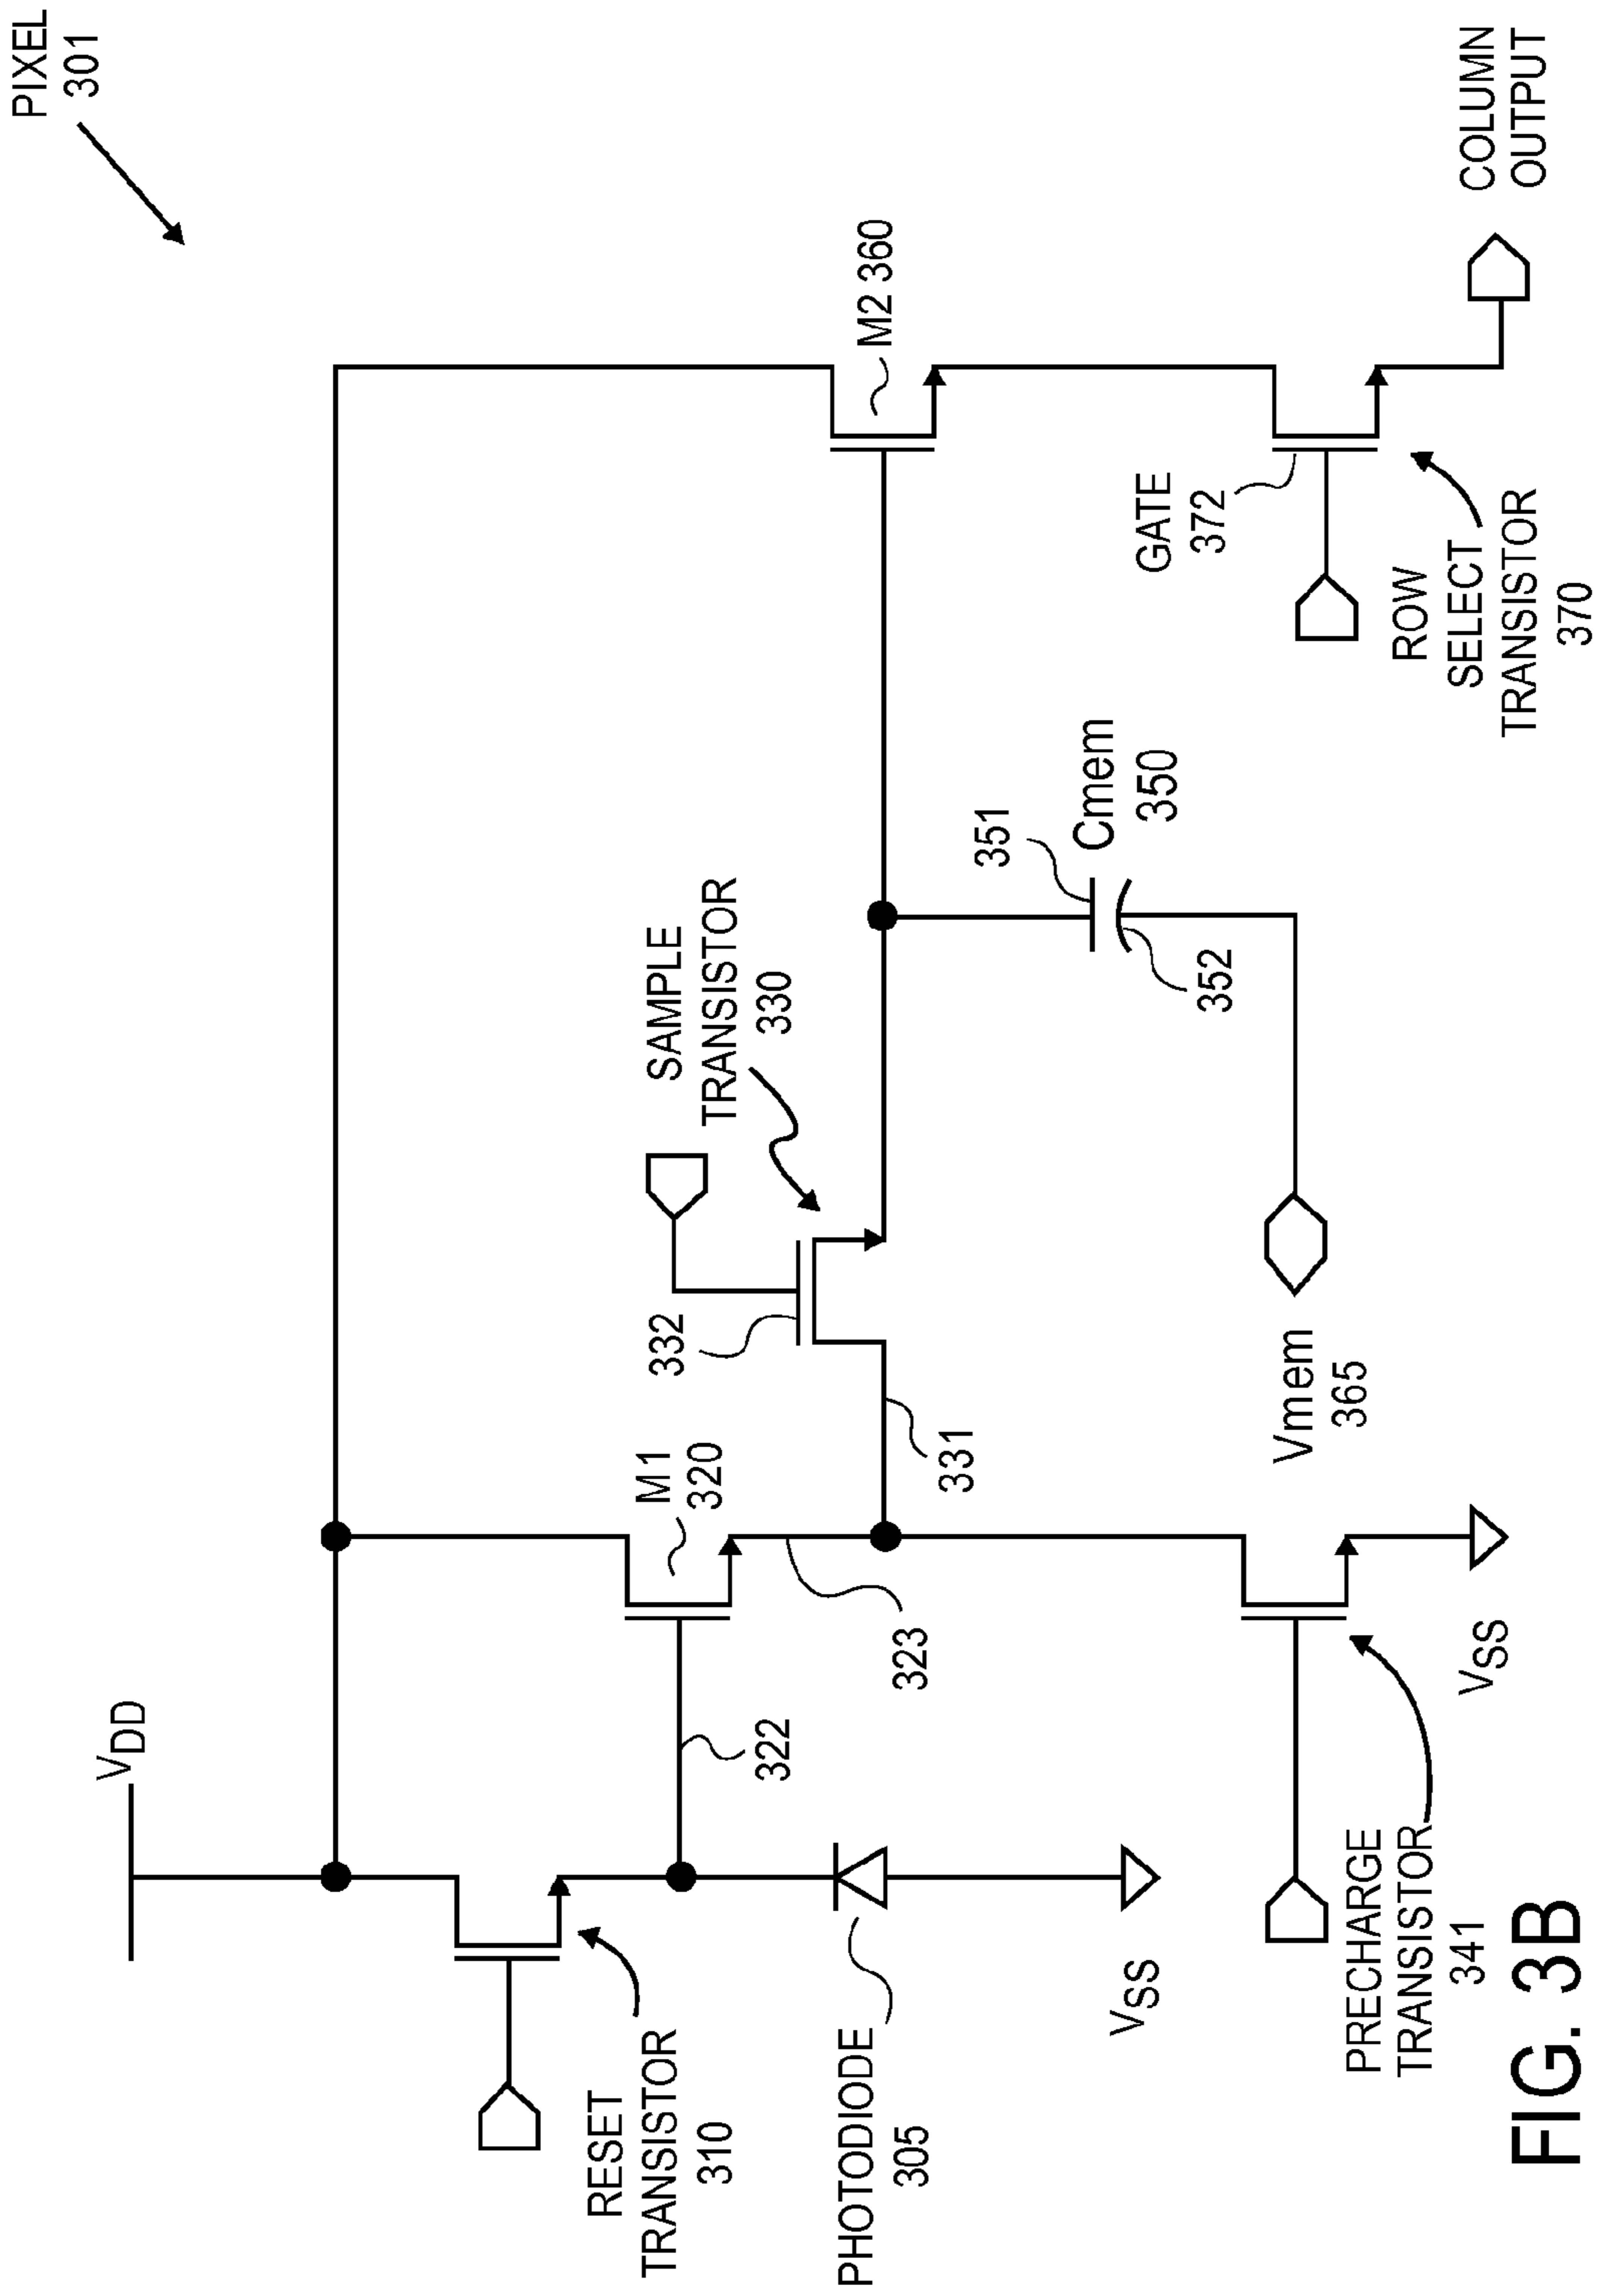 PIXEL
301
VDD
RESET
TRANSISTOR
310
M1
320
SAMPLE
TRANSISTOR
330
332
322
323
331
351
Cmem
350
352
M2 360
GATE
372
PHOTODIODE
305
VSS
Vmem
365
PRECHARGE
TRANSISTOR
341
VSS
ROW
SELECT
TRANSISTOR
370
COLUMN
OUTPUT
FIG. 3B